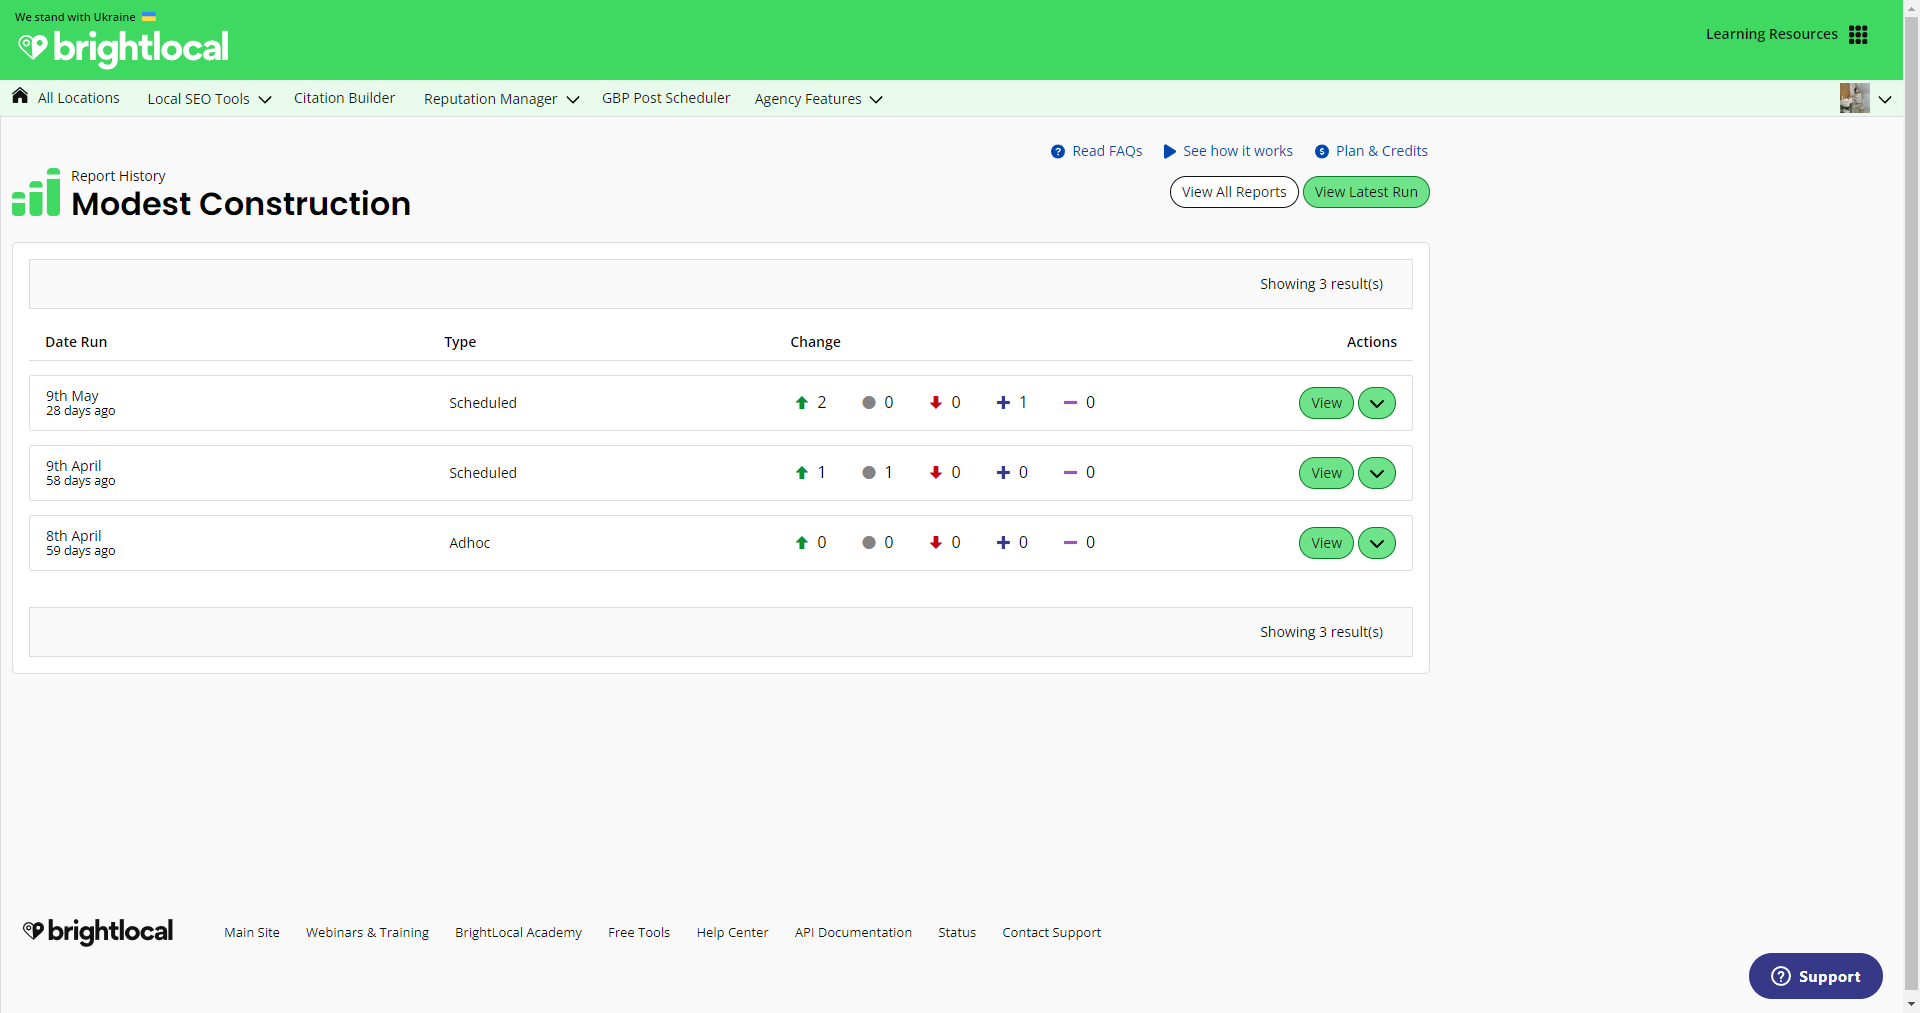 We stand with Ukraine
brightlocal
Learning Resources
All Locations
Local SEO Tools
Citation Builder
Reputation Manager
GBP Post Scheduler
Agency Features
Read FAQs
See how it works
Plan & Credits
Report History
Modest Construction
View All Reports
View Latest Run
Showing 3 result(s)
Date Run Type Change Actions
9th May
28 days ago
Scheduled 2 0 0 1 0 View
9th April
58 days ago
Scheduled 1 1 0 0 0 View
8th April
59 days ago
Adhoc 0 0 0 0 0 View
Showing 3 result(s)
brightlocal
Main Site
Webinars & Training
BrightLocal Academy
Free Tools
Help Center
API Documentation
Status
Contact Support
Support